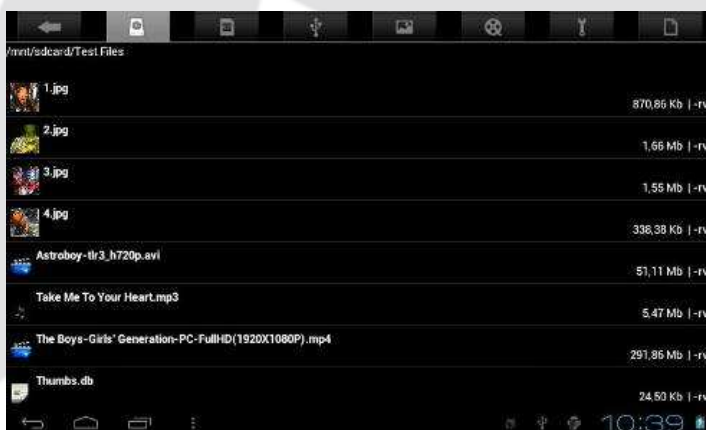 /mnt/sdcard/Test Files
1.jpg
870,86 Kb | -rv
2.jpg
1,66 Mb | -rv
3.jpg
1,55 Mb | -rv
4.jpg
338,38 Kb | -rv
Astroboy-tlr3_h720p.avi
51,11 Mb | -rv
Take Me To Your Heart.mp3
5,47 Mb | -rv
The Boys-Girls' Generation-PC-FullHD(1920X1080P).mp4
291,86 Mb | -rv
Thumbs.db
24,50 Kb | -rv
10:39